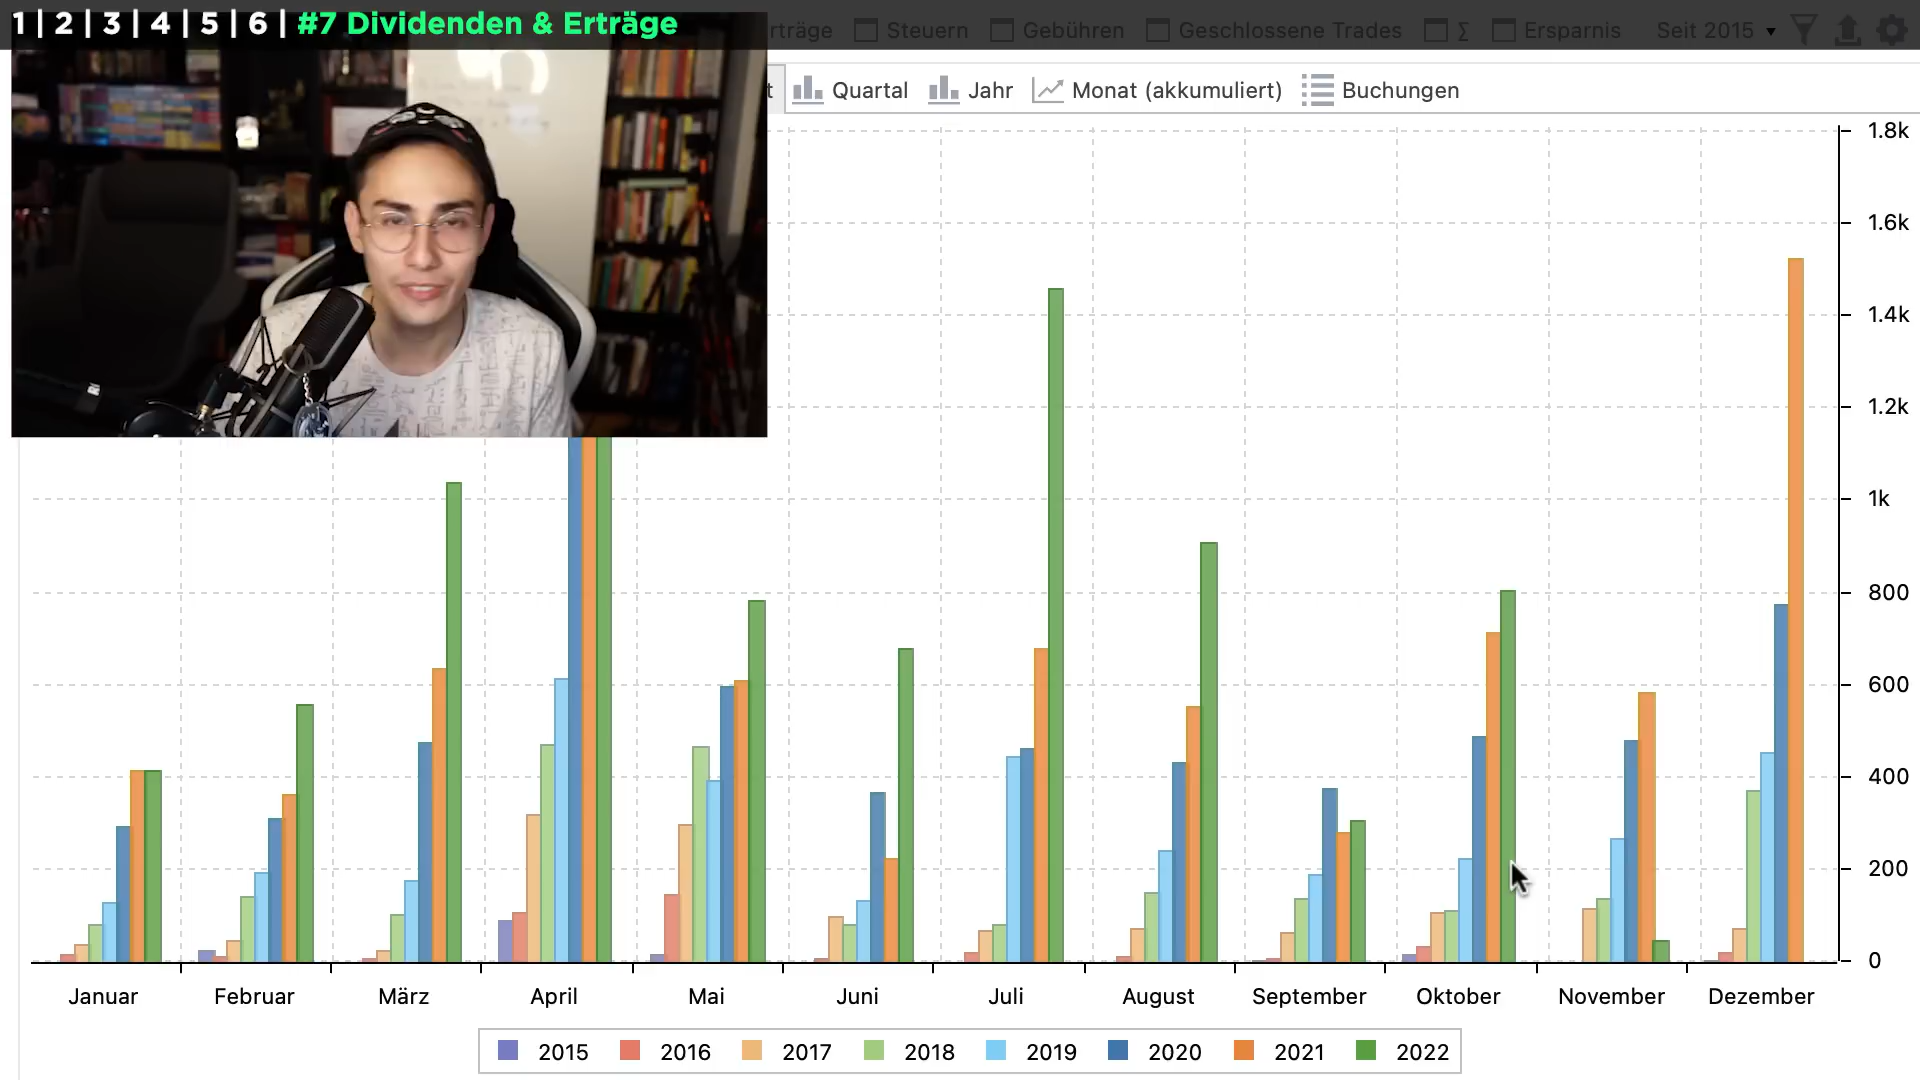 1 | 2 | 3 | 4 | 5 | 6 | #7 Dividenden & Erträge
rträge Steuern Gebühren Geschlossene Trades Σ Ersparnis Seit 2015
t Quartal Jahr Monat (akkumuliert) Buchungen
1.8k
1.6k
1.4k
1.2k
1k
800
600
400
200
0
Januar Februar März April Mai Juni Juli August September Oktober November Dezember
2015 2016 2017 2018 2019 2020 2021 2022